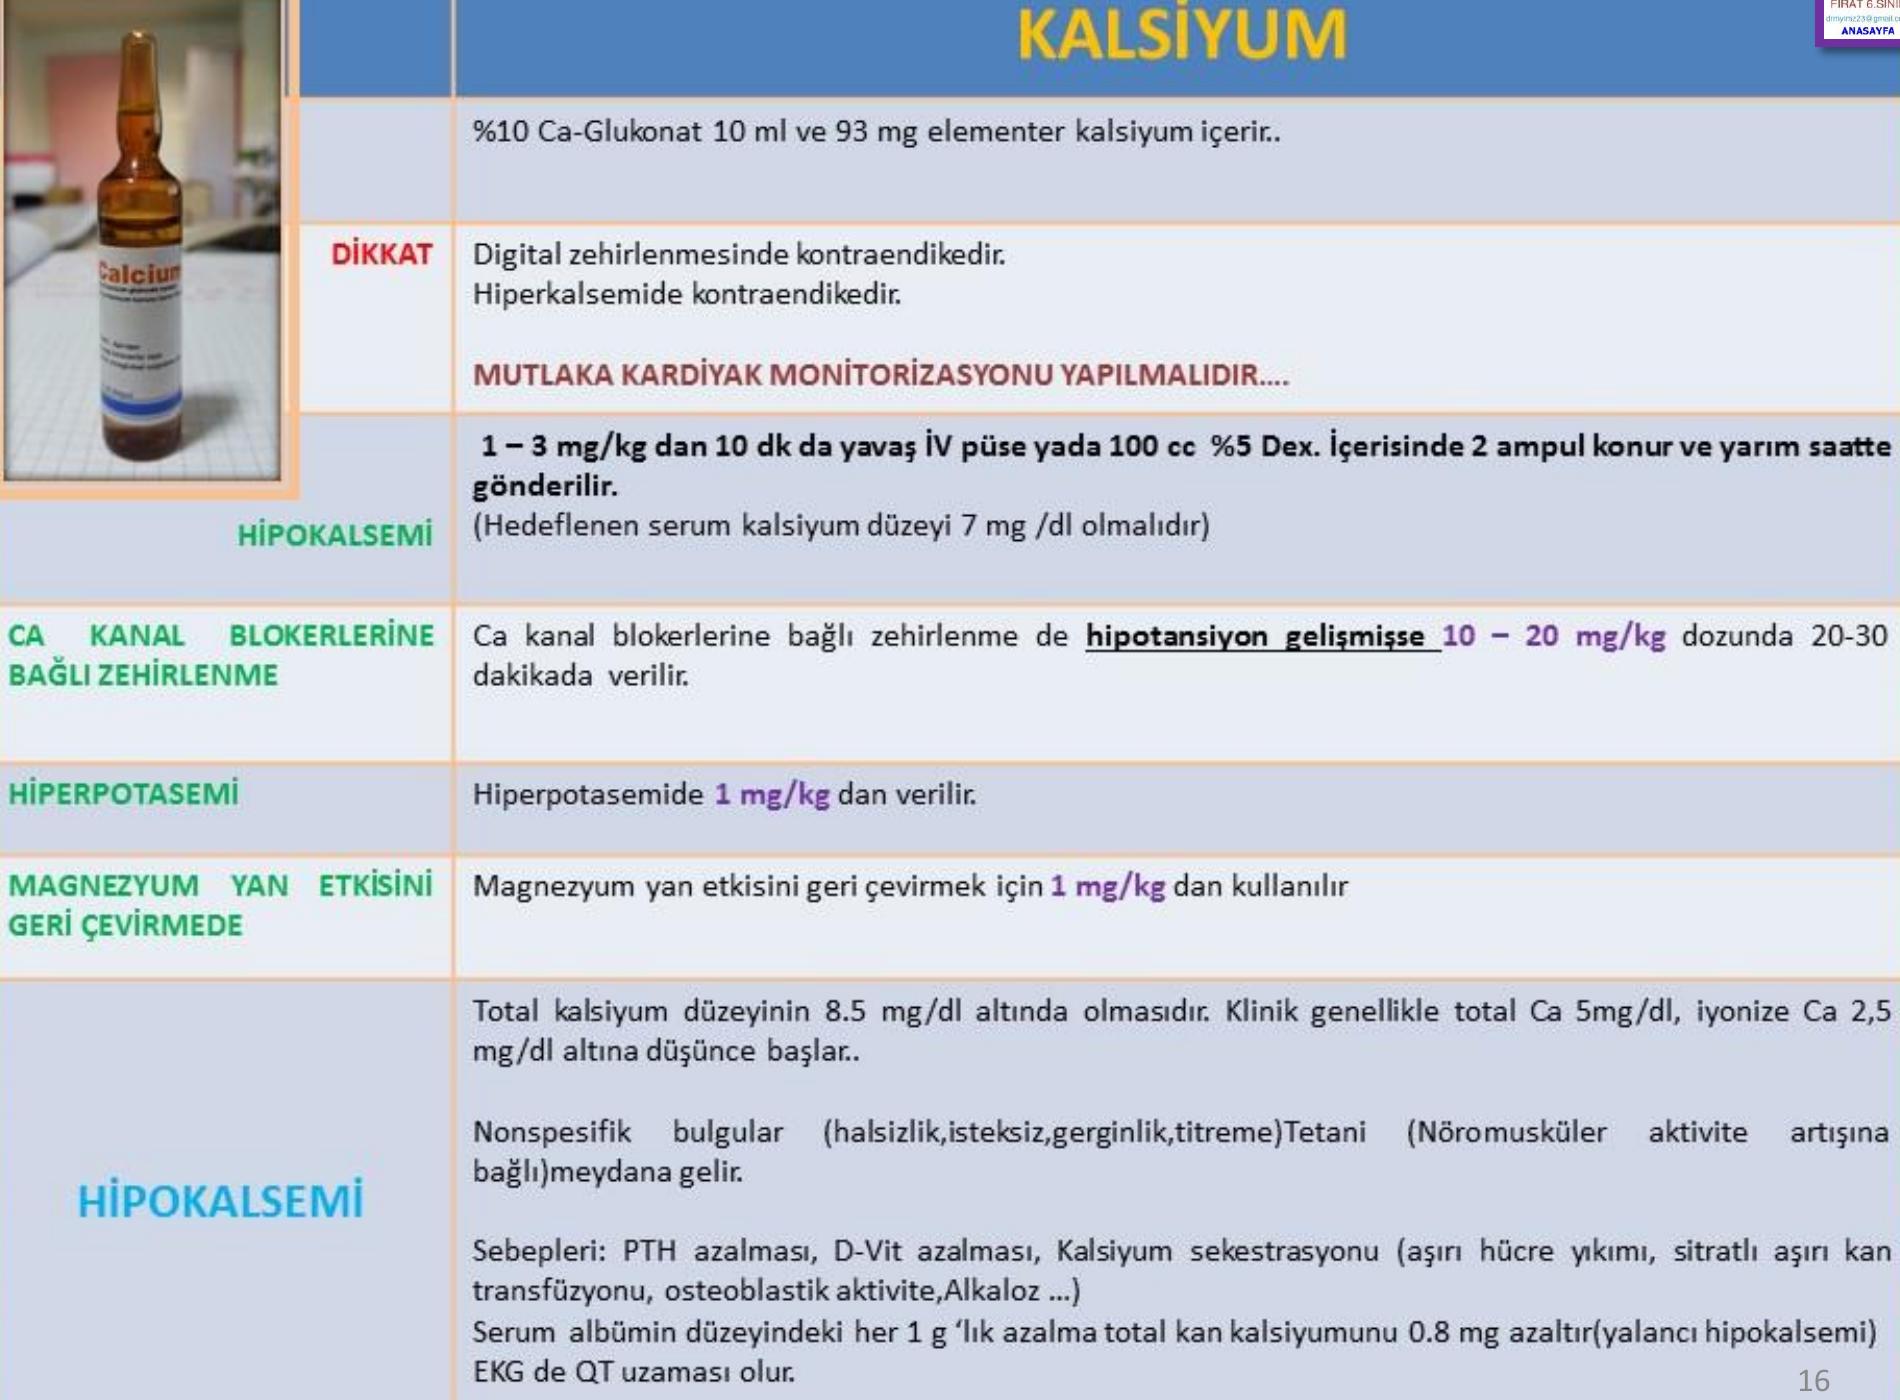 KALSİYUM
FIRAT 6.SINI
ANASAYFA
%10 Ca-Glukonat 10 ml ve 93 mg elementer kalsiyum içerir..
Calcium
DİKKAT
Digital zehirlenmesinde kontraendikedir.
Hiperkalsemide kontraendikedir.
MUTLAKA KARDİYAK MONİTORİZASYONU YAPILMALIDIR....
HİPOKALSEMİ
1 – 3 mg/kg dan 10 dk da yavaş İV püse yada 100 cc %5 Dex. İçerisinde 2 ampul konur ve yarım saatte
gönderilir.
(Hedeflenen serum kalsiyum düzeyi 7 mg /dl olmalıdır)
CA KANAL BLOKERLERİNE
BAĞLI ZEHİRLENME
Ca kanal blokerlerine bağlı zehirlenme de hipotansiyon gelişmişse 10 – 20 mg/kg dozunda 20-30
dakikada verilir.
HİPERPOTASEMİ
Hiperpotasemide 1 mg/kg dan verilir.
MAGNEZYUM YAN ETKİSİNİ
GERİ ÇEVİRMEDE
Magnezyum yan etkisini geri çevirmek için 1 mg/kg dan kullanılır
HİPOKALSEMİ
Total kalsiyum düzeyinin 8.5 mg/dl altında olmasıdır. Klinik genellikle total Ca 5mg/dl, iyonize Ca 2,5
mg/dl altına düşünce başlar..
Nonspesifik bulgular (halsizlik,isteksiz,gerginlik,titreme)Tetani (Nöromusküler aktivite artışına
bağlı)meydana gelir.
Sebepleri: PTH azalması, D-Vit azalması, Kalsiyum sekestrasyonu (aşırı hücre yıkımı, sitratlı aşırı kan
transfüzyonu, osteoblastik aktivite,Alkaloz ...)
Serum albümin düzeyindeki her 1 g ‘lık azalma total kan kalsiyumunu 0.8 mg azaltır(yalancı hipokalsemi)
EKG de QT uzaması olur.
16